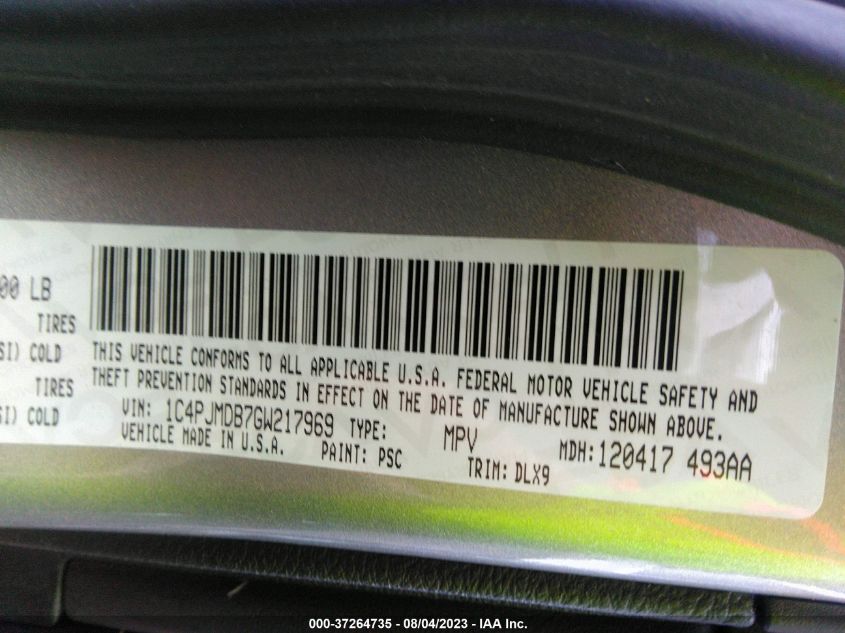 00 LB
TIRES
SI) COLD
TIRES
SI) COLD
THIS VEHICLE CONFORMS TO ALL APPLICABLE U.S.A. FEDERAL MOTOR VEHICLE SAFETY AND
THEFT PREVENTION STANDARDS IN EFFECT ON THE DATE OF MANUFACTURE SHOWN ABOVE.
VIN: 1C4PJMDB7GW217969 TYPE: MPV MDH:120417 493AA
VEHICLE MADE IN U.S.A. PAINT: PSC TRIM: DLX9
000-37264735 - 08/04/2023 - IAA Inc.